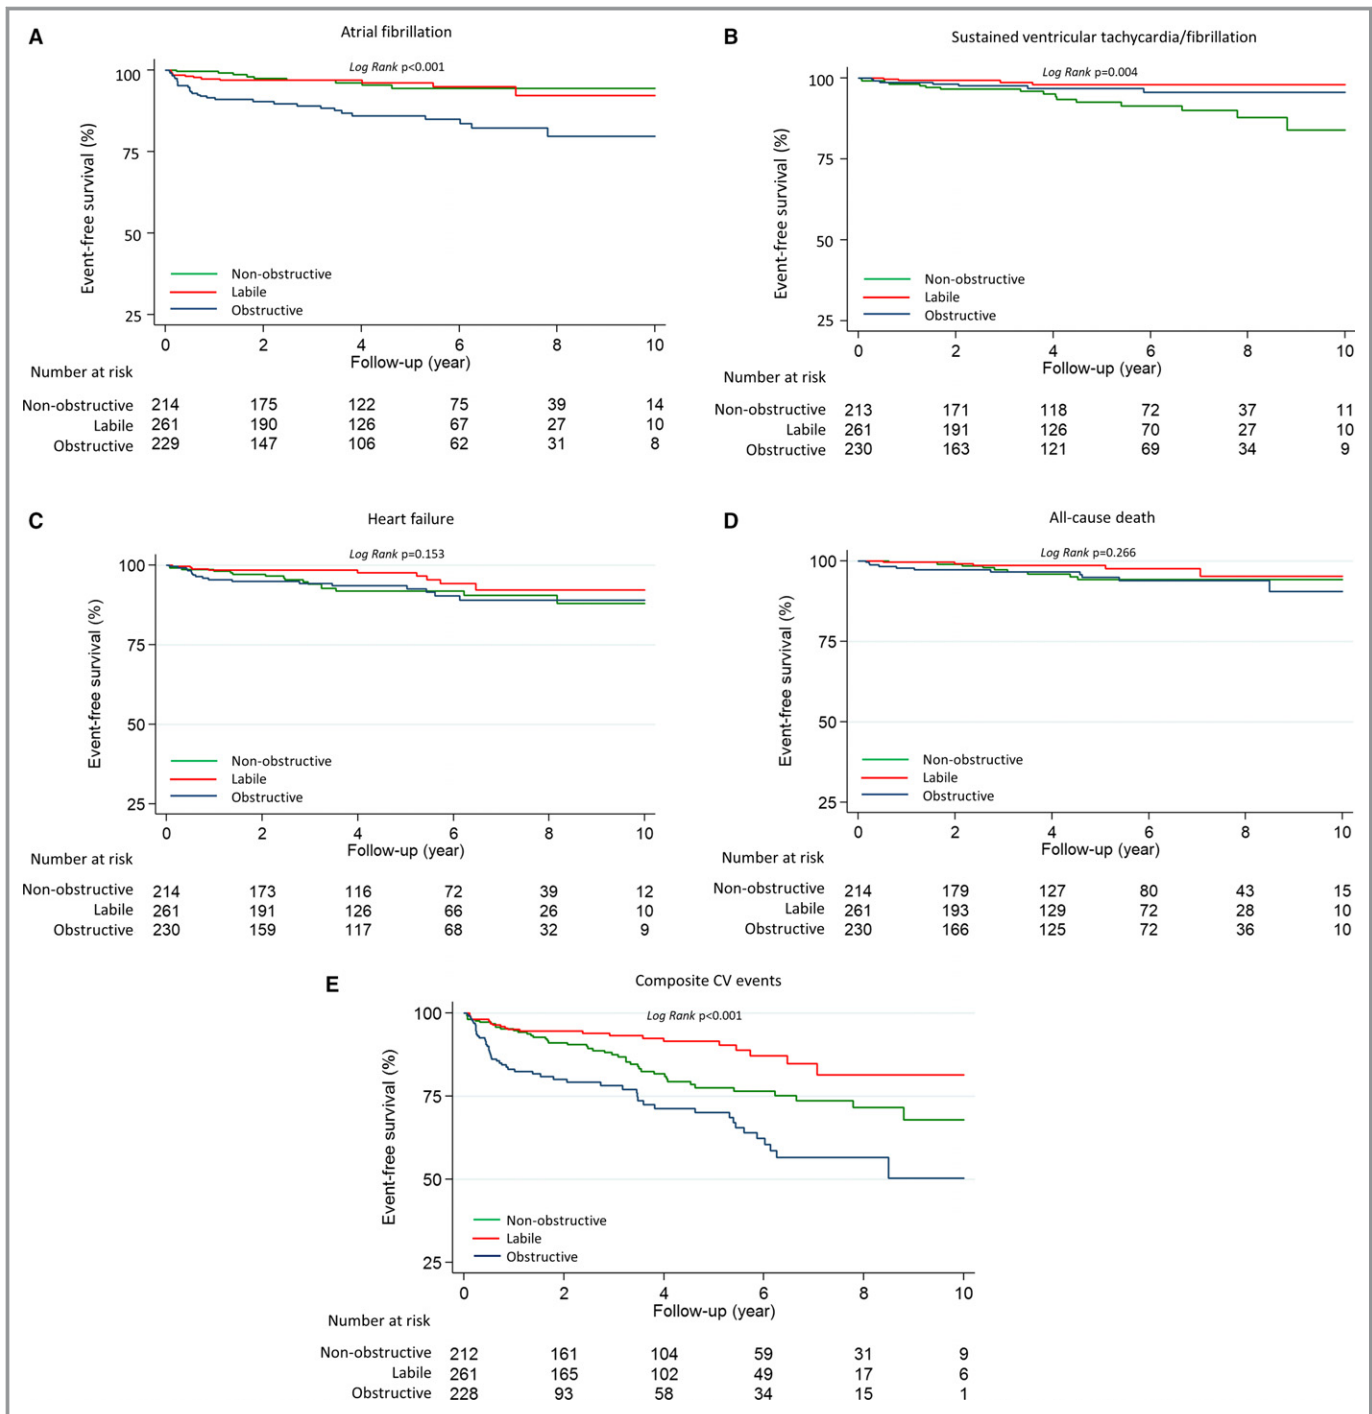 A
Atrial fibrillation
Log Rank p<0.001
Event-free survival (%)
100
75
50
25
Non-obstructive
Labile
Obstructive
0 2 4 6 8 10
Follow-up (year)
Number at risk
Non-obstructive 214 175 122 75 39 14
Labile 261 190 126 67 27 10
Obstructive 229 147 106 62 31 8
B
Sustained ventricular tachycardia/fibrillation
Log Rank p=0.004
Event-free survival (%)
100
75
50
25
Non-obstructive
Labile
Obstructive
0 2 4 6 8 10
Follow-up (year)
Number at risk
Non-obstructive 213 171 118 72 37 11
Labile 261 191 126 70 27 10
Obstructive 230 163 121 69 34 9
C
Heart failure
Log Rank p=0.153
Event-free survival (%)
100
75
50
25
Non-obstructive
Labile
Obstructive
0 2 4 6 8 10
Follow-up (year)
Number at risk
Non-obstructive 214 173 116 72 39 12
Labile 261 191 126 66 26 10
Obstructive 230 159 117 68 32 9
D
All-cause death
Log Rank p=0.266
Event-free survival (%)
100
75
50
25
Non-obstructive
Labile
Obstructive
0 2 4 6 8 10
Follow-up (year)
Number at risk
Non-obstructive 214 179 127 80 43 15
Labile 261 193 129 72 28 10
Obstructive 230 166 125 72 36 10
E
Composite CV events
Log Rank p<0.001
Event-free survival (%)
100
75
50
25
Non-obstructive
Labile
Obstructive
0 2 4 6 8 10
Follow-up (year)
Number at risk
Non-obstructive 212 161 104 59 31 9
Labile 261 165 102 49 17 6
Obstructive 228 93 58 34 15 1